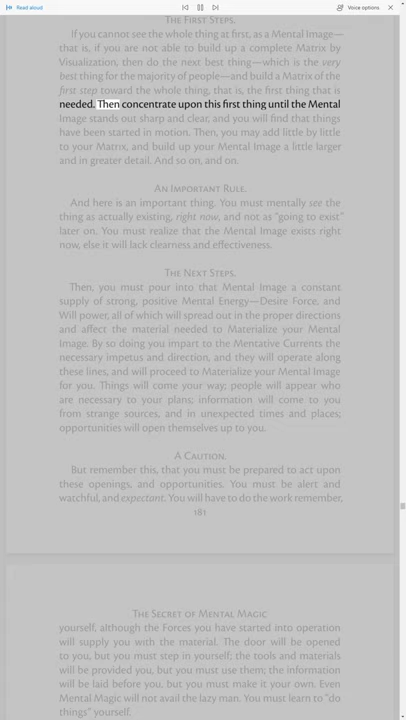 Read aloud
Voice options
The First Steps.
If you cannot see the whole thing at first, as a Mental Image—
that is, if you are not able to build up a complete Matrix by
Visualization, then do the next best thing—which is the very
best thing for the majority of people—and build a Matrix of the
first step toward the whole thing, that is, the first thing that is
needed. Then concentrate upon this first thing until the Mental
Image stands out sharp and clear, and you will find that things
have been started in motion. Then, you may add little by little
to your Matrix, and build up your Mental Image a little larger
and in greater detail. And so on, and on.
An Important Rule.
And here is an important thing. You must mentally see the
thing as actually existing, right now, and not as "going to exist"
later on. You must realize that the Mental Image exists right
now, else it will lack clearness and effectiveness.
The Next Steps.
Then, you must pour into that Mental Image a constant
supply of strong, positive Mental Energy—Desire Force, and
Will power, all of which will spread out in the proper directions
and affect the material needed to Materialize your Mental
Image. By so doing you impart to the Mentative Currents the
necessary impetus and direction, and they will operate along
these lines, and will proceed to Materialize your Mental Image
for you. Things will come your way; people will appear who
are necessary to your plans; information will come to you
from strange sources, and in unexpected times and places;
opportunities will open themselves up to you.
A Caution.
But remember this, that you must be prepared to act upon
these openings, and opportunities. You must be alert and
watchful, and expectant. You will have to do the work remember,
181
The Secret of Mental Magic
yourself, although the Forces you have started into operation
will supply you with the material. The door will be opened
to you, but you must step in yourself; the tools and materials
will be provided you, but you must use them; the information
will be laid before you, but you must make it your own. Even
Mental Magic will not avail the lazy man. You must learn to "do
things" yourself.